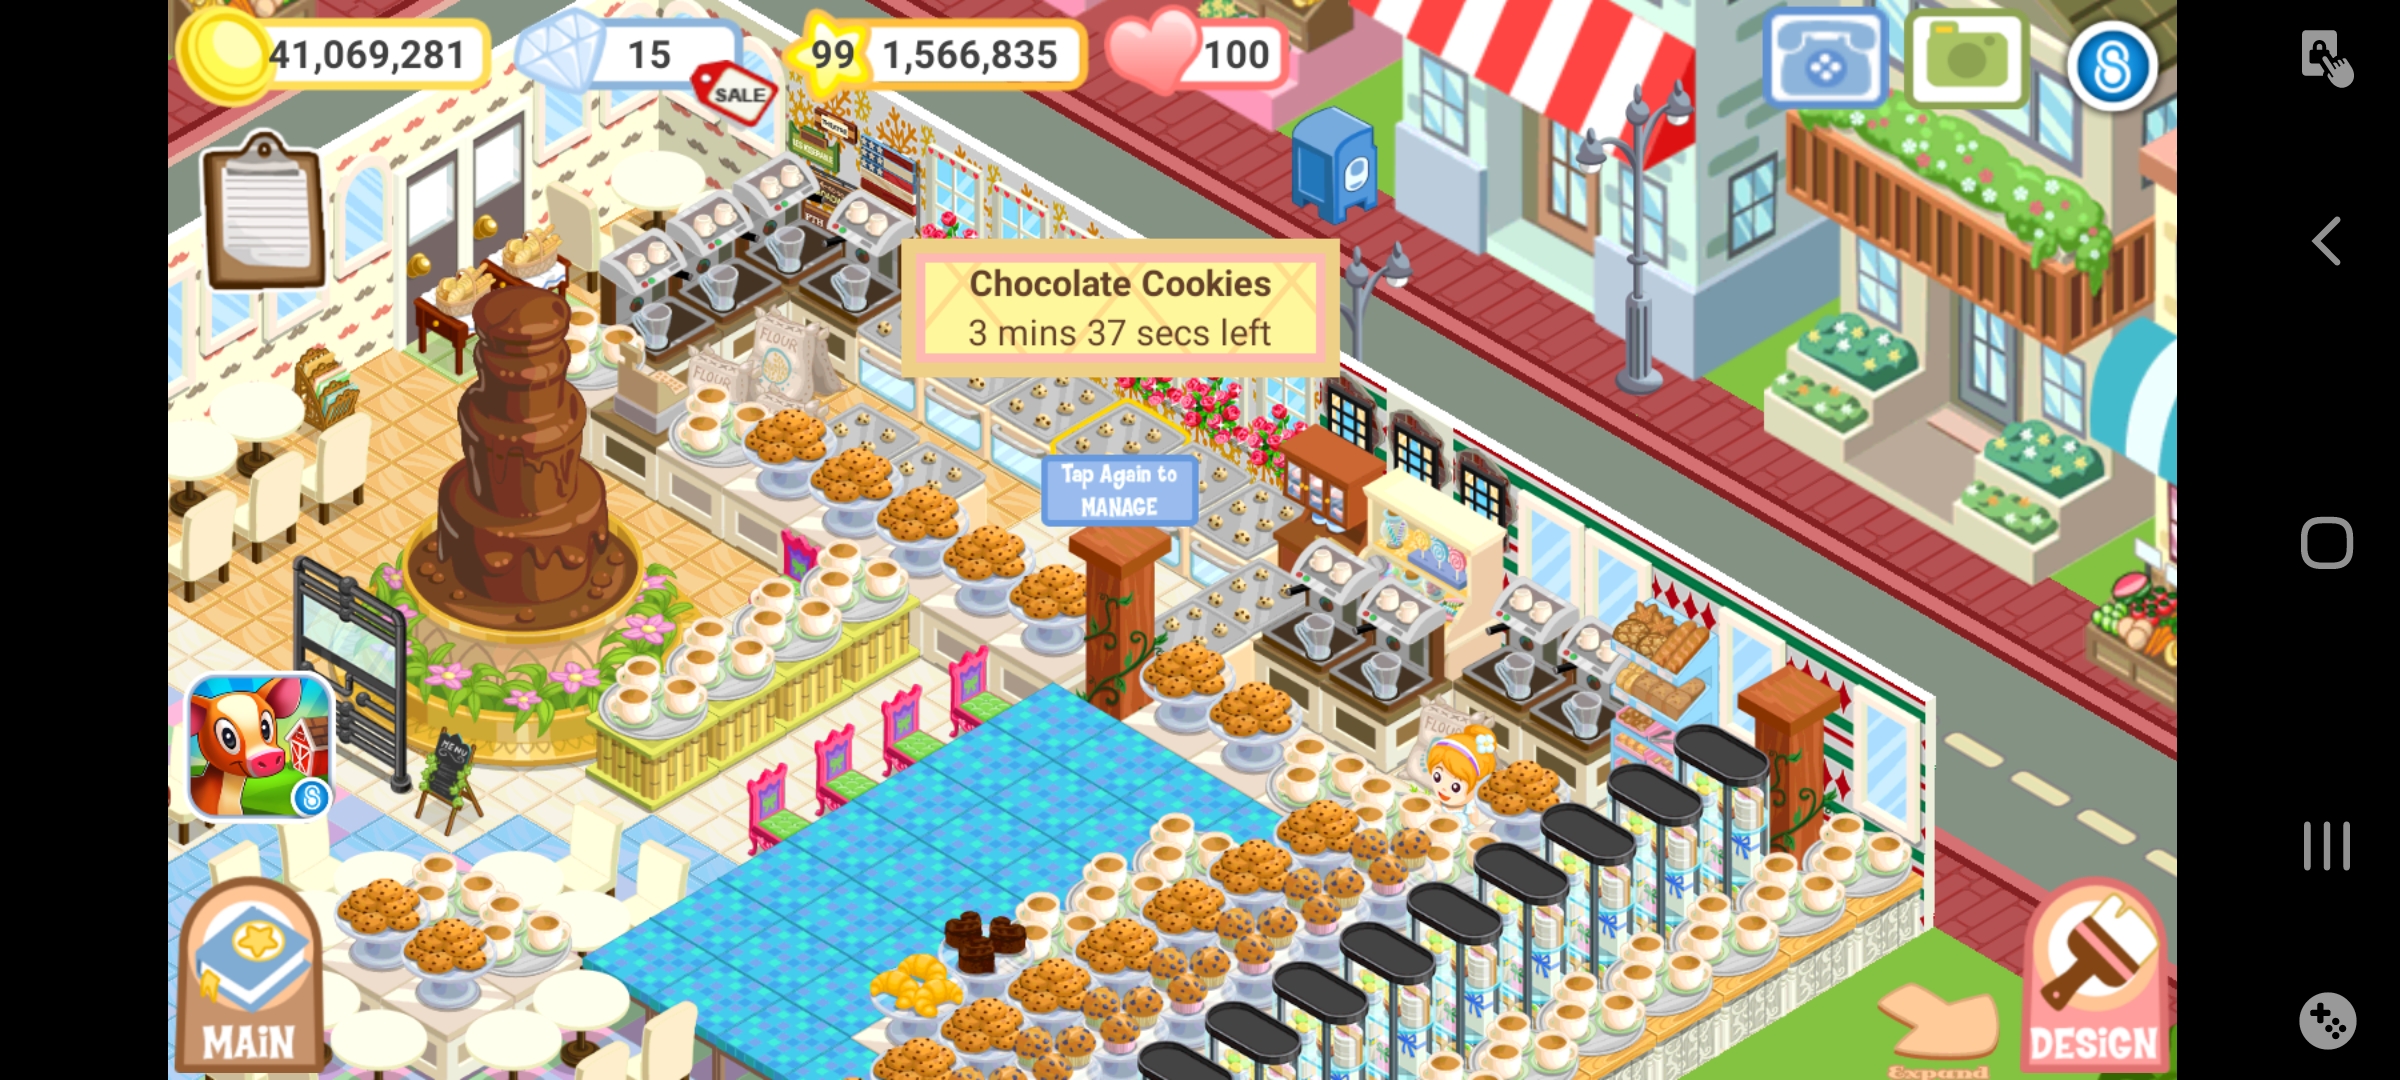 41,069,281
15
SALE
99
1,566,835
100
Chocolate Cookies
3 mins 37 secs left
FLOUR
FLOUR
Tap Again to
MANAGE
MENU
FLOUR
MAiN
DESiGN
Expand